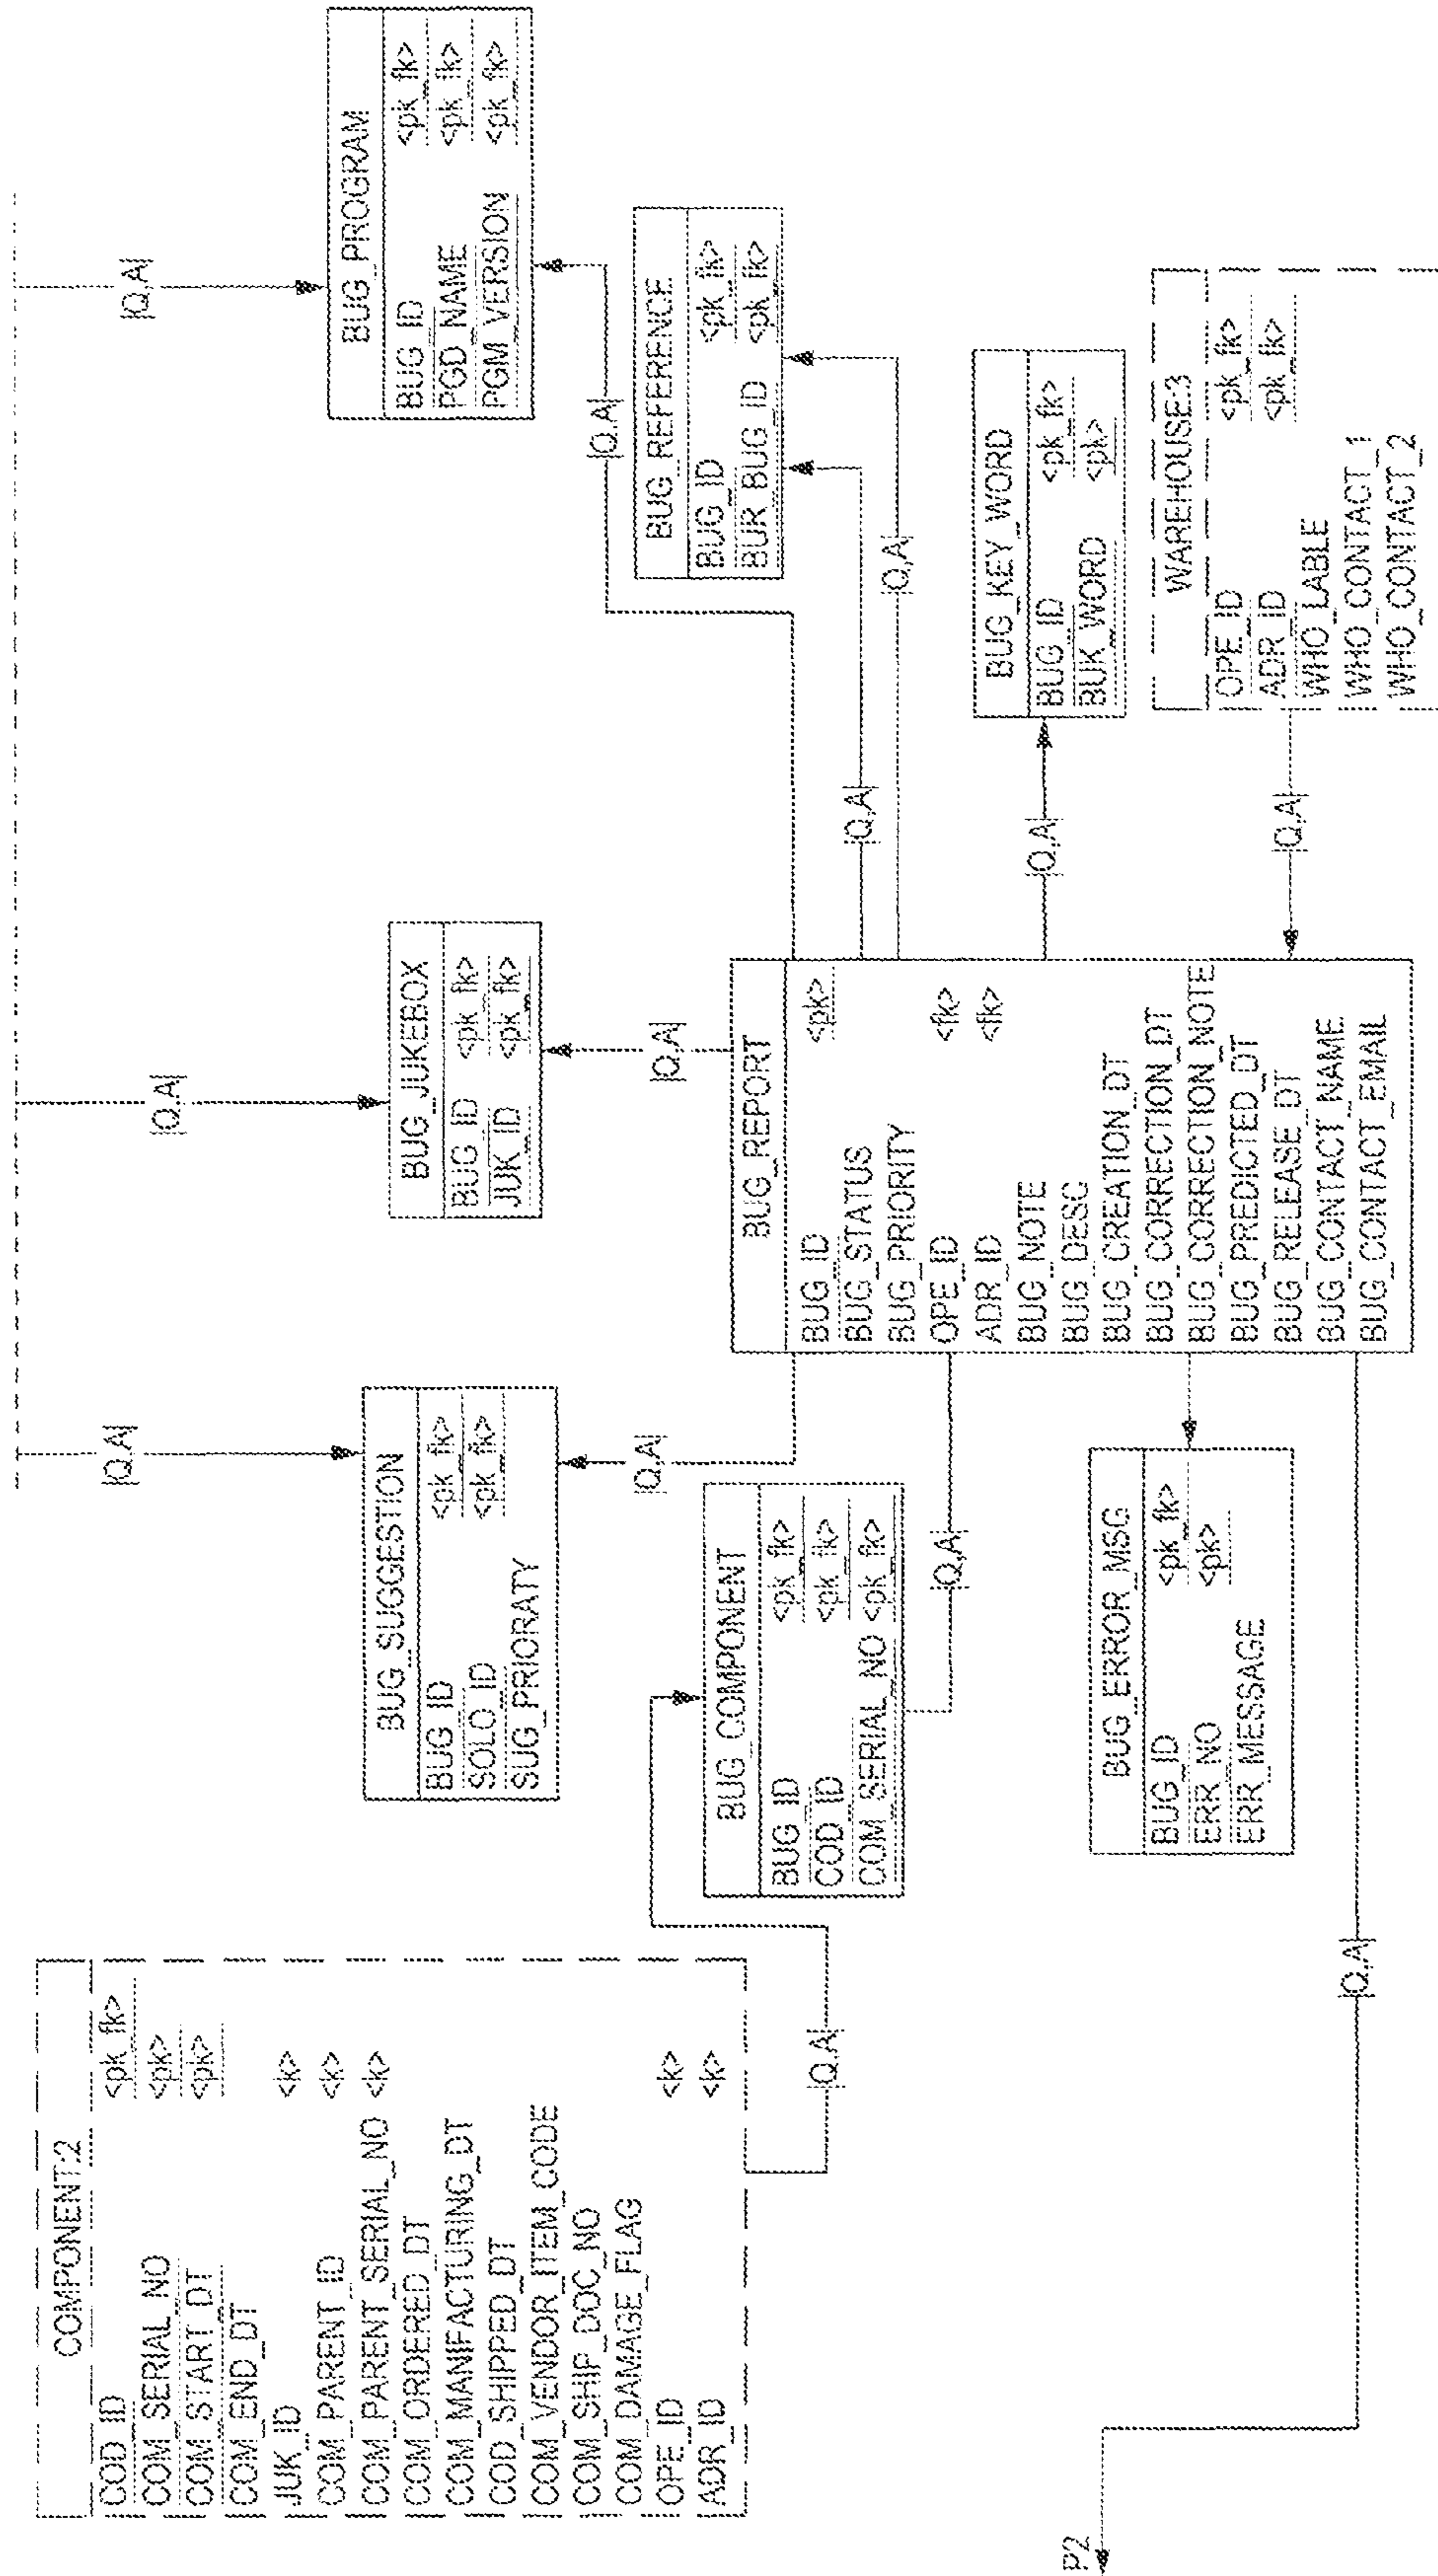 COMPONENT:2
COD_ID <pk_fk>
COM_SERIAL_NO <pk>
COM_START_DT <pk>
COM_END_DT
JUK_ID <k>
COM_PARENT_ID <k>
COM_PARENT_SERIAL_NO <k>
COM_ORDERED_DT
COM_MANIFACTURING_DT
COD_SHIPPED_DT
COM_VENDOR_ITEM_CODE
COM_SHIP_DOC_NO
COM_DAMAGE_FLAG
OPE_ID <k>
ADR_ID <k>
|Q,A|
|Q,A|
BUG_SUGGESTION
BUG_ID <pk_fk>
SOLO_ID <pk_fk>
SUG_PRIORATY
|Q,A|
|Q,A|
BUG_JUKEBOX
BUG_ID <pk_fk>
JUK_ID <pk_fk>
|Q,A|
|Q,A|
BUG_PROGRAM
BUG_ID <pk_fk>
PGD_NAME <pk_fk>
PGM_VERSION <pk_fk>
|Q,A|
BUG_REFERENCE
BUG_ID <pk_fk>
BUR_BUG_ID <pk_fk>
|Q,A|
|Q,A|
BUG_COMPONENT
BUG_ID <pk_fk>
COD_ID <pk_fk>
COM_SERIAL_NO <pk_fk>
|Q,A|
BUG_REPORT
BUG_ID <pk>
BUG_STATUS
BUG_PRIORITY
OPE_ID <fk>
ADR_ID <fk>
BUG_NOTE
BUG_DESG
BUG_CREATION_DT
BUG_CORRECTION_DT
BUG_CORRECTION_NOTE
BUG_PREDICTED_DT
BUG_RELEASE_DT
BUG_CONTACT_NAME
BUG_CONTACT_EMAIL
BUG_KEY_WORD
BUG_ID <pk_fk>
BUK_WORD <pk>
|Q,A|
BUG_ERROR_MSG
BUG_ID <pk_fk>
ERR_NO <pk>
ERR_MESSAGE
WAREHOUSE:3
OPE_ID <pk_fk>
ADR_ID <pk_fk>
WHO_LABLE
WHO_CONTACT_1
WHO_CONTACT_2
|Q,A|
|Q,A|
P2